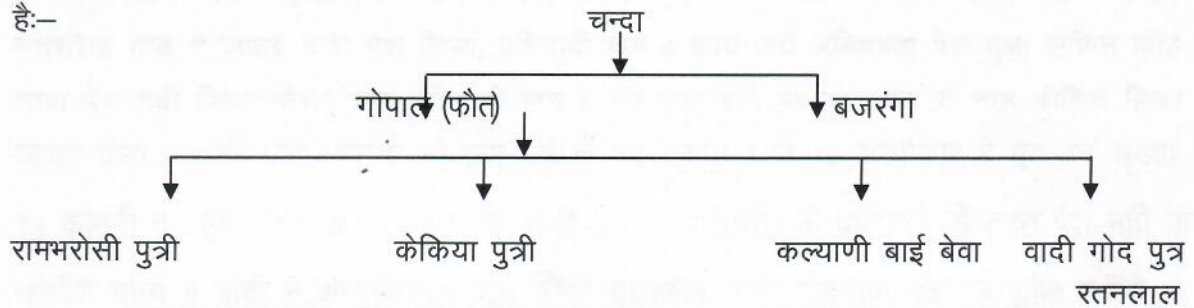 है:–
चन्दा
गोपाल (फौत) बजरंगा
रामभरोसी पुत्री केकिया पुत्री कल्याणी बाई बेवा वादी गोद पुत्र
रतनलाल